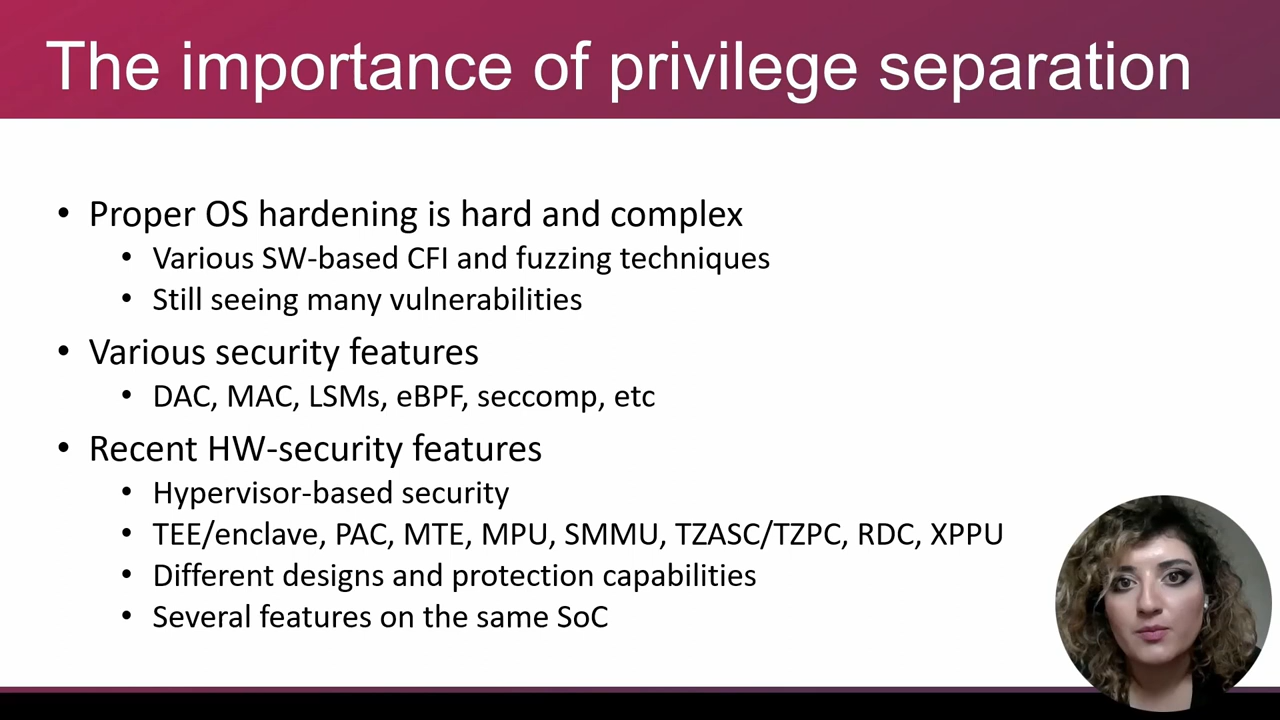 The importance of privilege separation
• Proper OS hardening is hard and complex
• Various SW-based CFI and fuzzing techniques
• Still seeing many vulnerabilities
• Various security features
• DAC, MAC, LSMs, eBPF, seccomp, etc
• Recent HW-security features
• Hypervisor-based security
• TEE/enclave, PAC, MTE, MPU, SMMU, TZASC/TZPC, RDC, XPPU
• Different designs and protection capabilities
• Several features on the same SoC